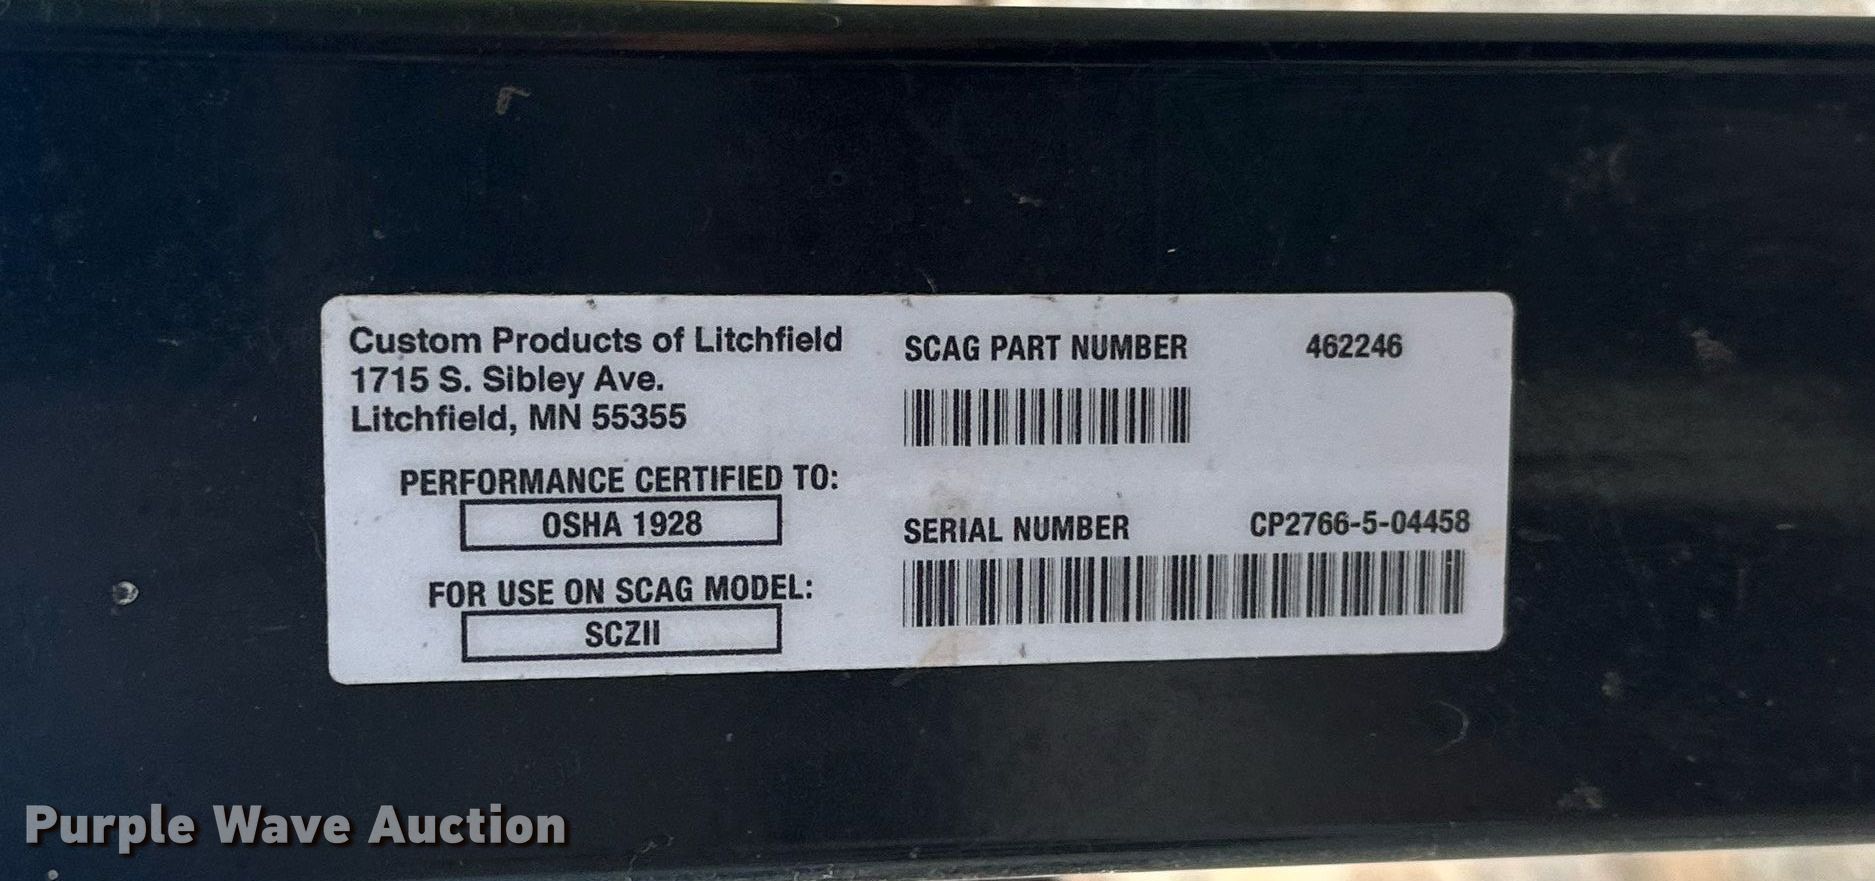 Custom Products of Litchfield
1715 S. Sibley Ave.
Litchfield, MN 55355
PERFORMANCE CERTIFIED TO:
OSHA 1928
FOR USE ON SCAG MODEL:
SCZII
SCAG PART NUMBER 462246
SERIAL NUMBER CP2766-5-04458
Purple Wave Auction